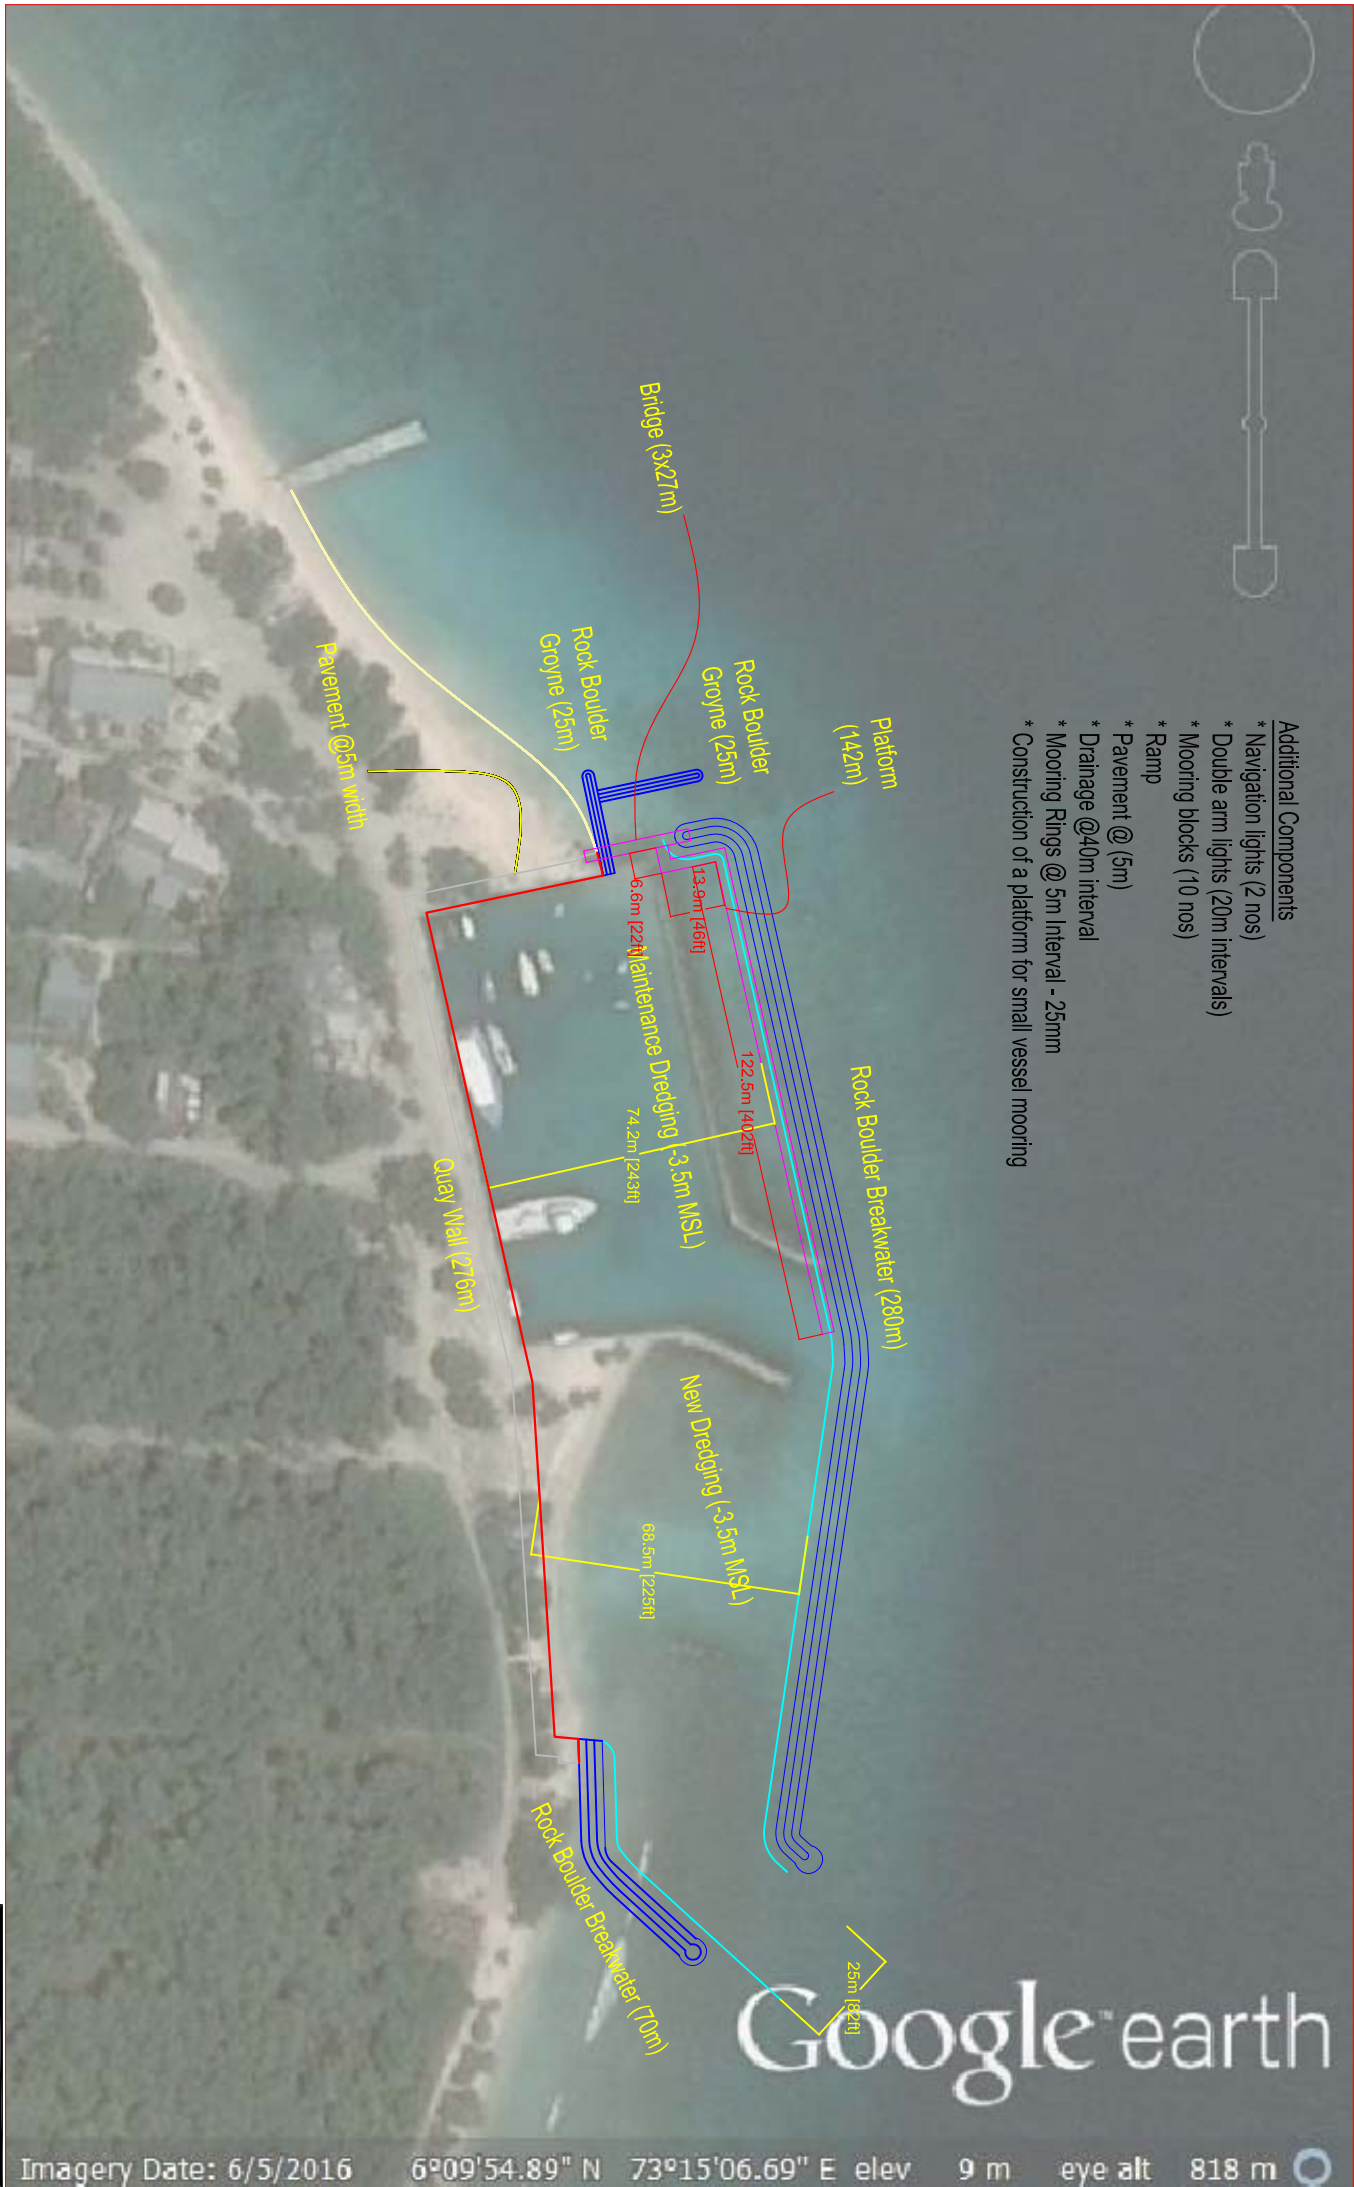 Additional Components
* Navigation lights (2 nos)
* Double arm lights (20m intervals)
* Mooring blocks (10 nos)
* Ramp
* Pavement @ (5m)
* Drainage @40m interval
* Mooring Rings @ 5m Interval - 25mm
* Construction of a platform for small vessel mooring
Bridge (3x27m)
Platform
(142m)
Rock Boulder
Groyne (25m)
Rock Boulder
Groyne (25m)
Pavement @5m width
13.9m [46ft]
6.6m [22ft]
Rock Boulder Breakwater (280m)
122.5m [402ft]
Maintenance Dredging (-3.5m MSL)
74.2m [243ft]
Quay Wall (276m)
New Dredging (-3.5m MSL)
68.5m [225ft]
Rock Boulder Breakwater (70m)
25m [82ft]
Google™ earth
Imagery Date: 6/5/2016 6º09'54.89" N 73º15'06.69" E elev 9 m eye alt 818 m